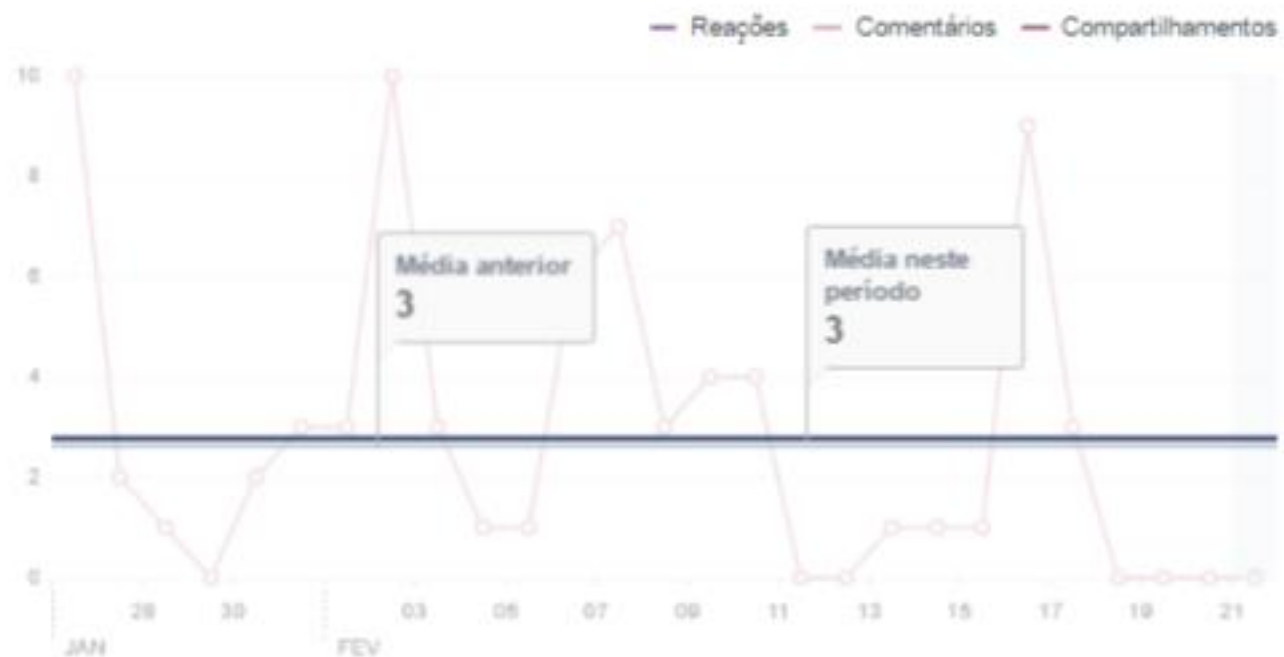 Reações Comentários Compartilhamentos
10
8
6
4
2
0
Média anterior
3
Média neste
período
3
28 30 03 05 07 09 11 13 15 17 19 21
JAN FEV